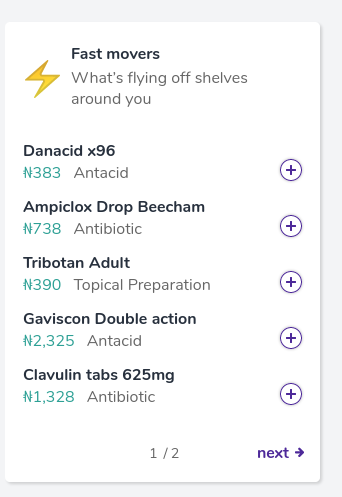 Fast movers
What's flying off shelves
around you
Danacid x96
₦383 Antacid
Ampiclox Drop Beecham
₦738 Antibiotic
Tribotan Adult
₦390 Topical Preparation
Gaviscon Double action
₦2,325 Antacid
Clavulin tabs 625mg
₦1,328 Antibiotic
1 / 2 next →